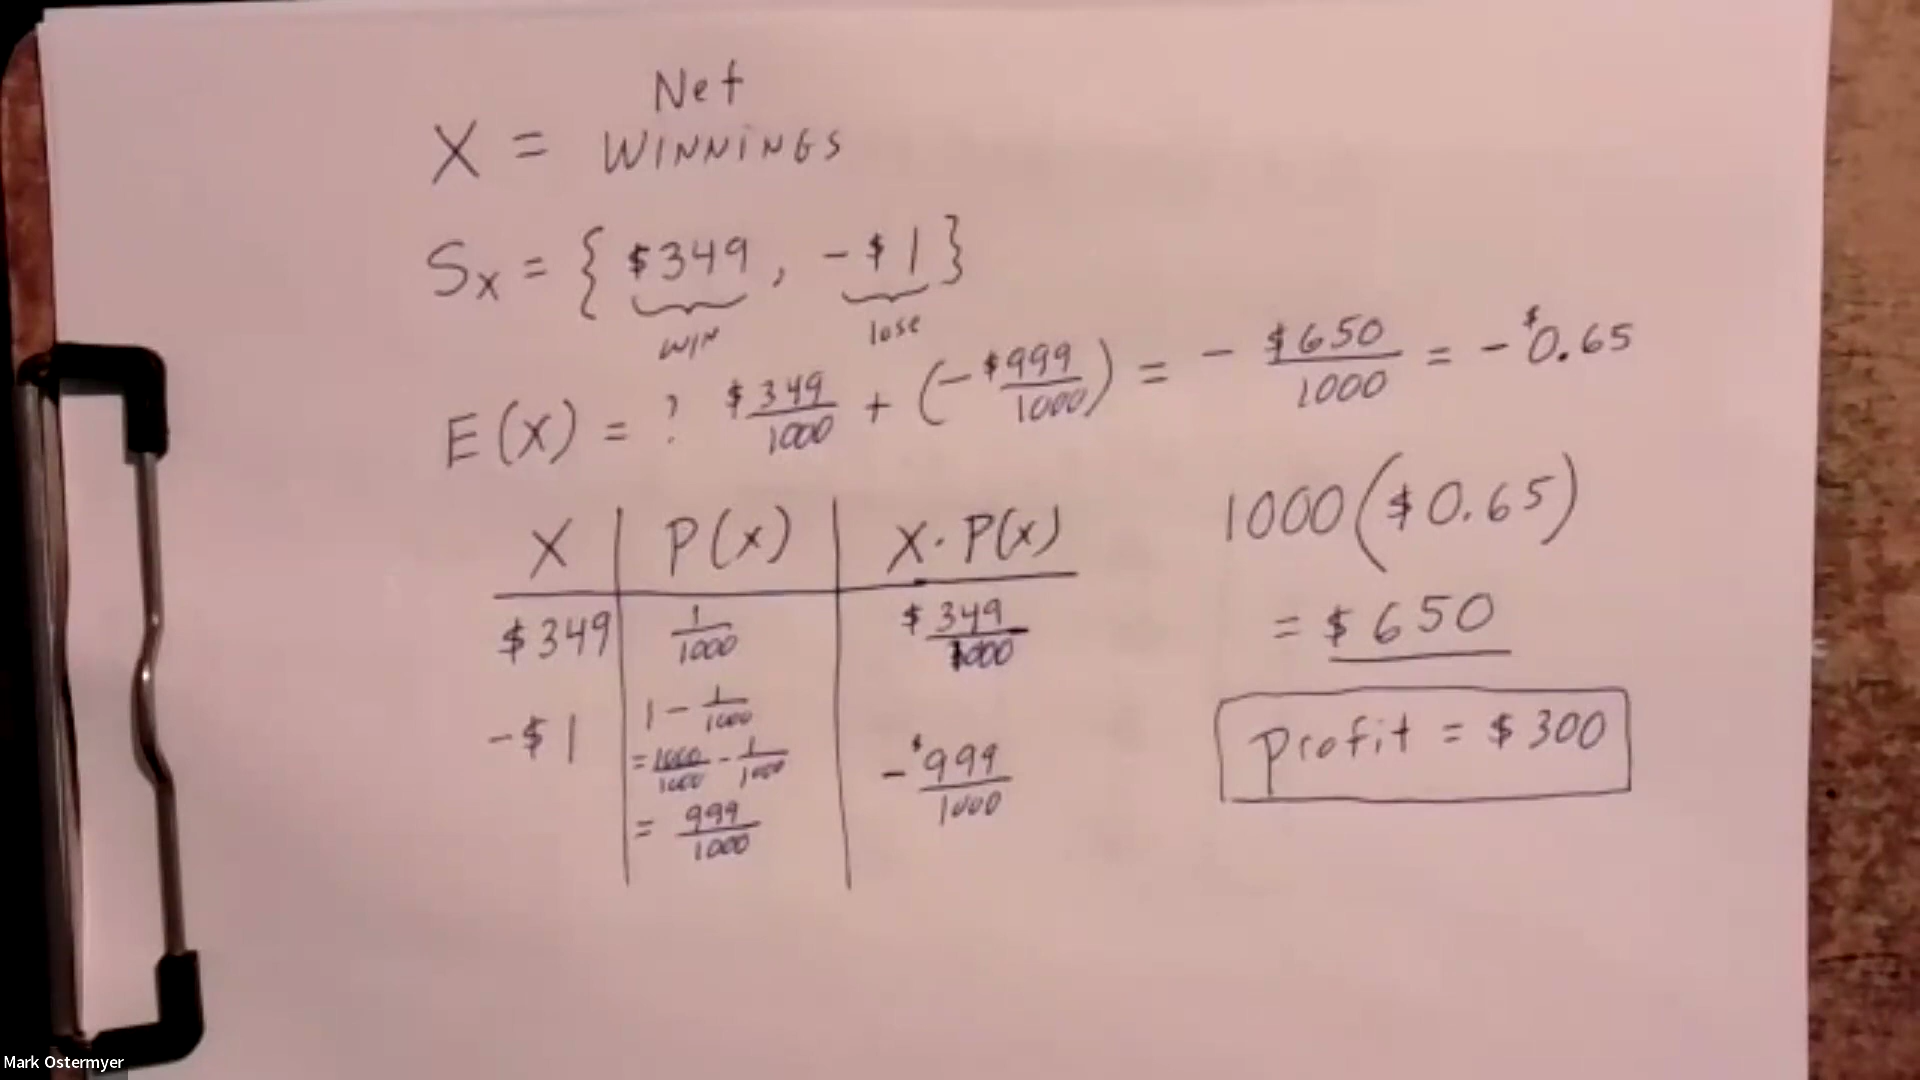 Net
X = WINNINGS
Sx = { $349 , -$1 }
win lose
E(X) = ? $349/1000 + (-$999/1000) = - $650/1000 = -$0.65
X | P(x) | X · P(x)
$349 | 1/1000 | $349/1000
-$1 | 1 - 1/1000 = 1000/1000 - 1/1000 = 999/1000 | -$999/1000
1000($0.65)
= $650
Profit = $300
Mark Ostermyer